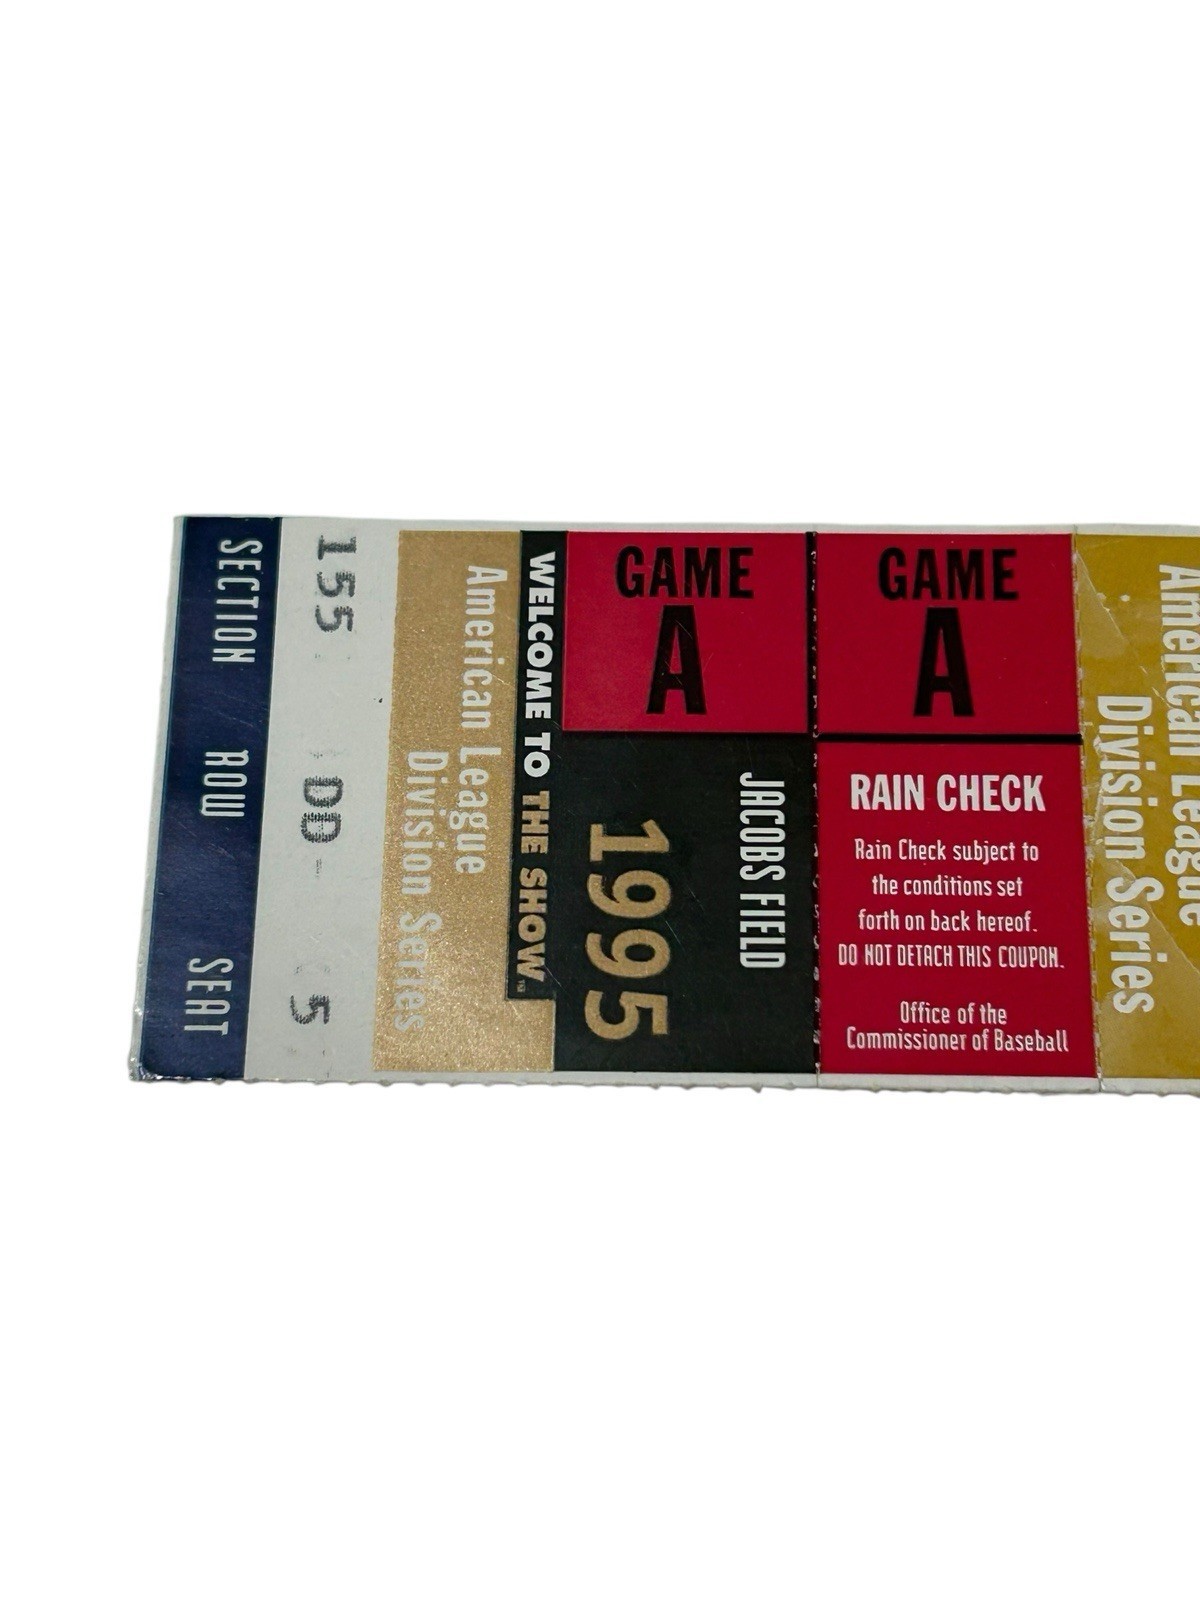 SECTION ROW SEAT
155 DD 5
American League
Division Series
WELCOME TO THE SHOW.
GAME
A
JACOBS FIELD
1995
GAME
A
RAIN CHECK
Rain Check subject to
the conditions set
forth on back hereof.
DO NOT DETACH THIS COUPON.
Office of the
Commissioner of Baseball
American League
Division Series